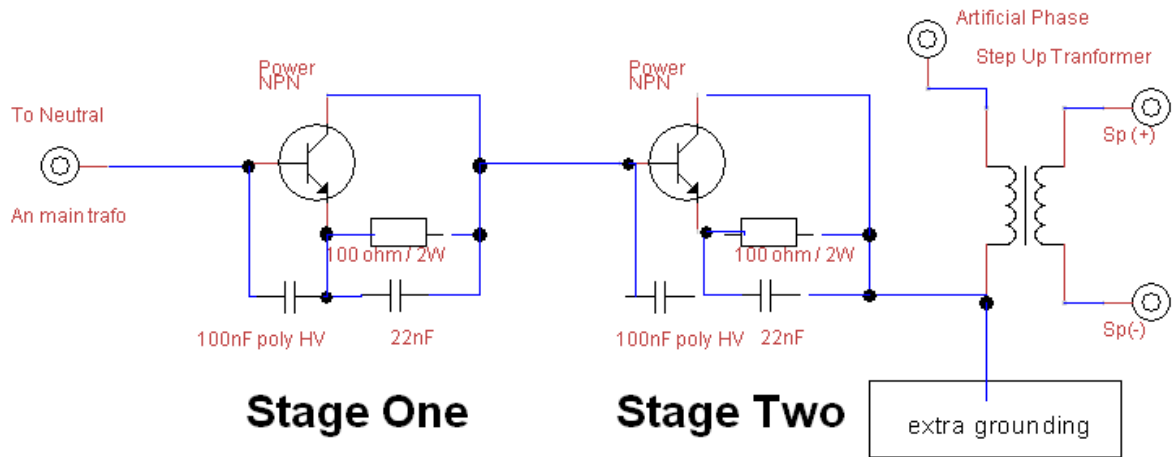 Artificial Phase
Step Up Tranformer
Power
NPN
Power
NPN
To Neutral
Sp (+)
An main trafo
100 ohm / 2W
100 ohm / 2W
100nF poly HV
22nF
100nF poly HV
22nF
Sp(-)
Stage One
Stage Two
extra grounding